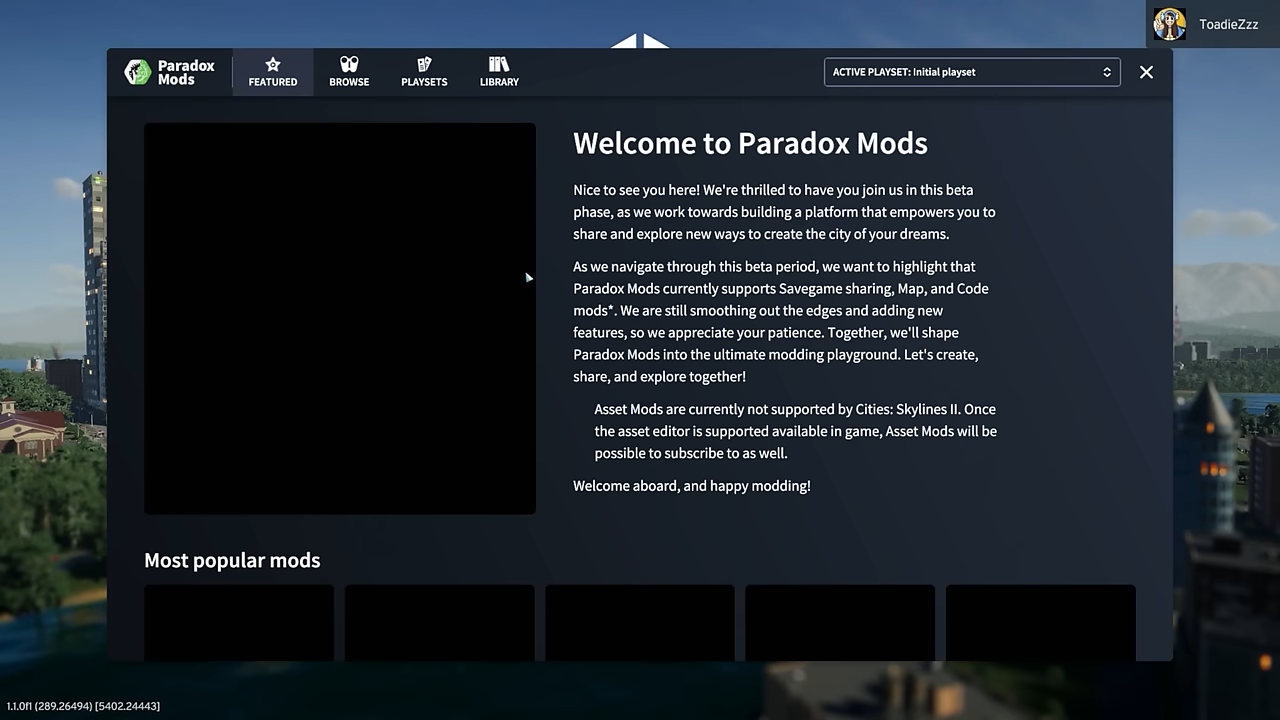 ToadieZzz
Paradox
Mods
FEATURED
BROWSE
PLAYSETS
LIBRARY
ACTIVE PLAYSET: Initial playset
Welcome to Paradox Mods
Nice to see you here! We're thrilled to have you join us in this beta
phase, as we work towards building a platform that empowers you to
share and explore new ways to create the city of your dreams.
As we navigate through this beta period, we want to highlight that
Paradox Mods currently supports Savegame sharing, Map, and Code
mods*. We are still smoothing out the edges and adding new
features, so we appreciate your patience. Together, we'll shape
Paradox Mods into the ultimate modding playground. Let's create,
share, and explore together!
Asset Mods are currently not supported by Cities: Skylines II. Once
the asset editor is supported available in game, Asset Mods will be
possible to subscribe to as well.
Welcome aboard, and happy modding!
Most popular mods
1.1.0f1 (289.26494) [5402.24443]